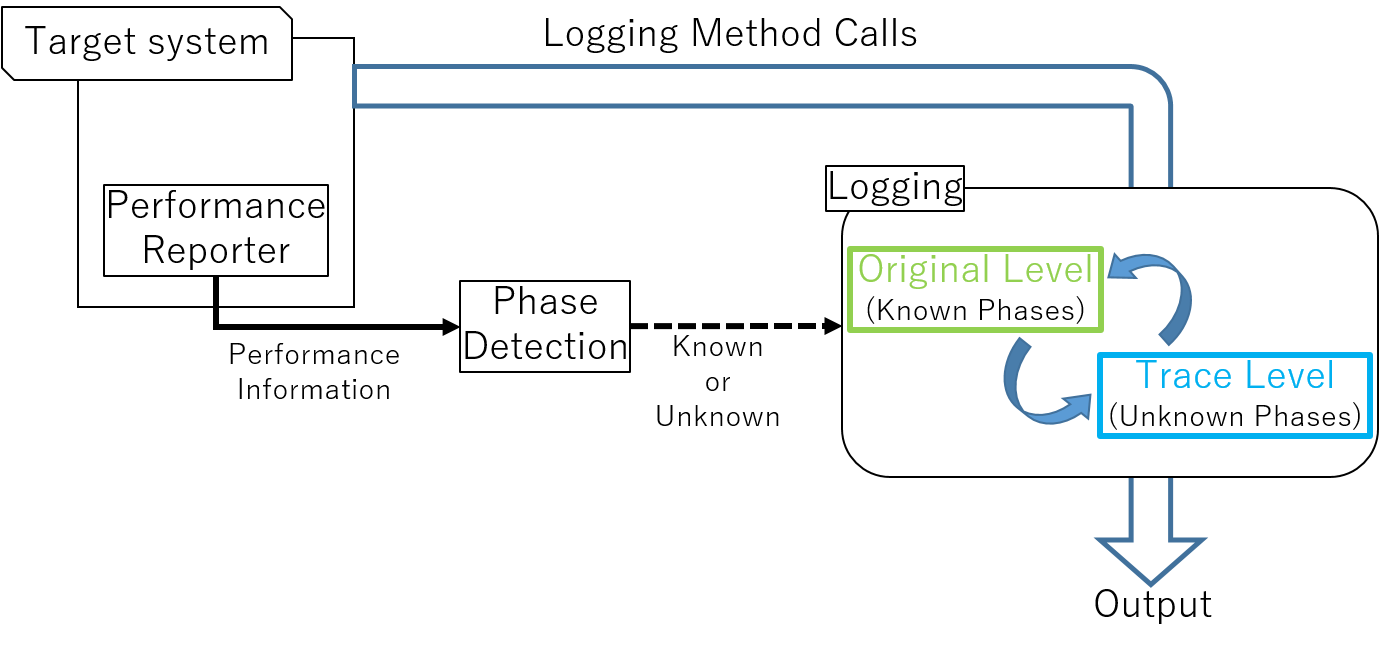 Target system
Logging Method Calls
Performance
Reporter
Logging
Original Level
(Known Phases)
Phase
Detection
Performance
Information
Known
or
Unknown
Trace Level
(Unknown Phases)
Output